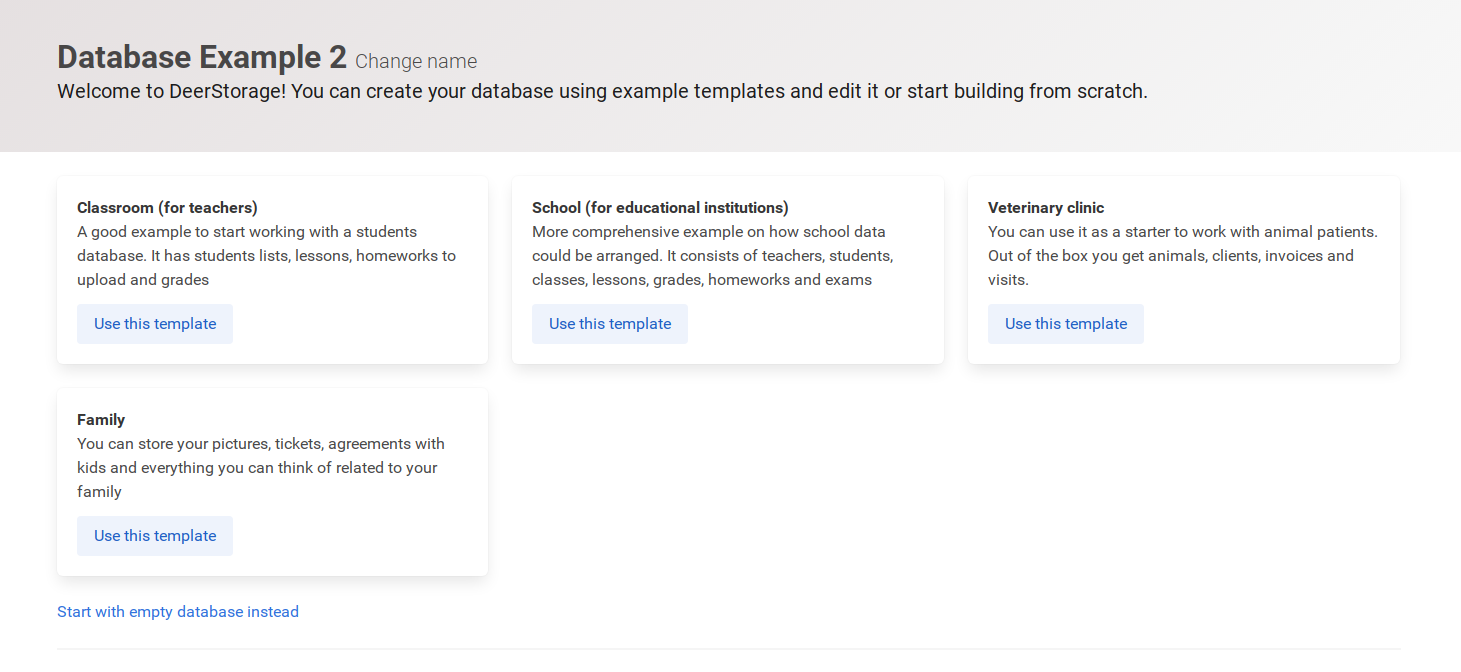 Database Example 2 Change name
Welcome to DeerStorage! You can create your database using example templates and edit it or start building from scratch.
Classroom (for teachers)
A good example to start working with a students
database. It has students lists, lessons, homeworks to
upload and grades
Use this template
School (for educational institutions)
More comprehensive example on how school data
could be arranged. It consists of teachers, students,
classes, lessons, grades, homeworks and exams
Use this template
Veterinary clinic
You can use it as a starter to work with animal patients.
Out of the box you get animals, clients, invoices and
visits.
Use this template
Family
You can store your pictures, tickets, agreements with
kids and everything you can think of related to your
family
Use this template
Start with empty database instead